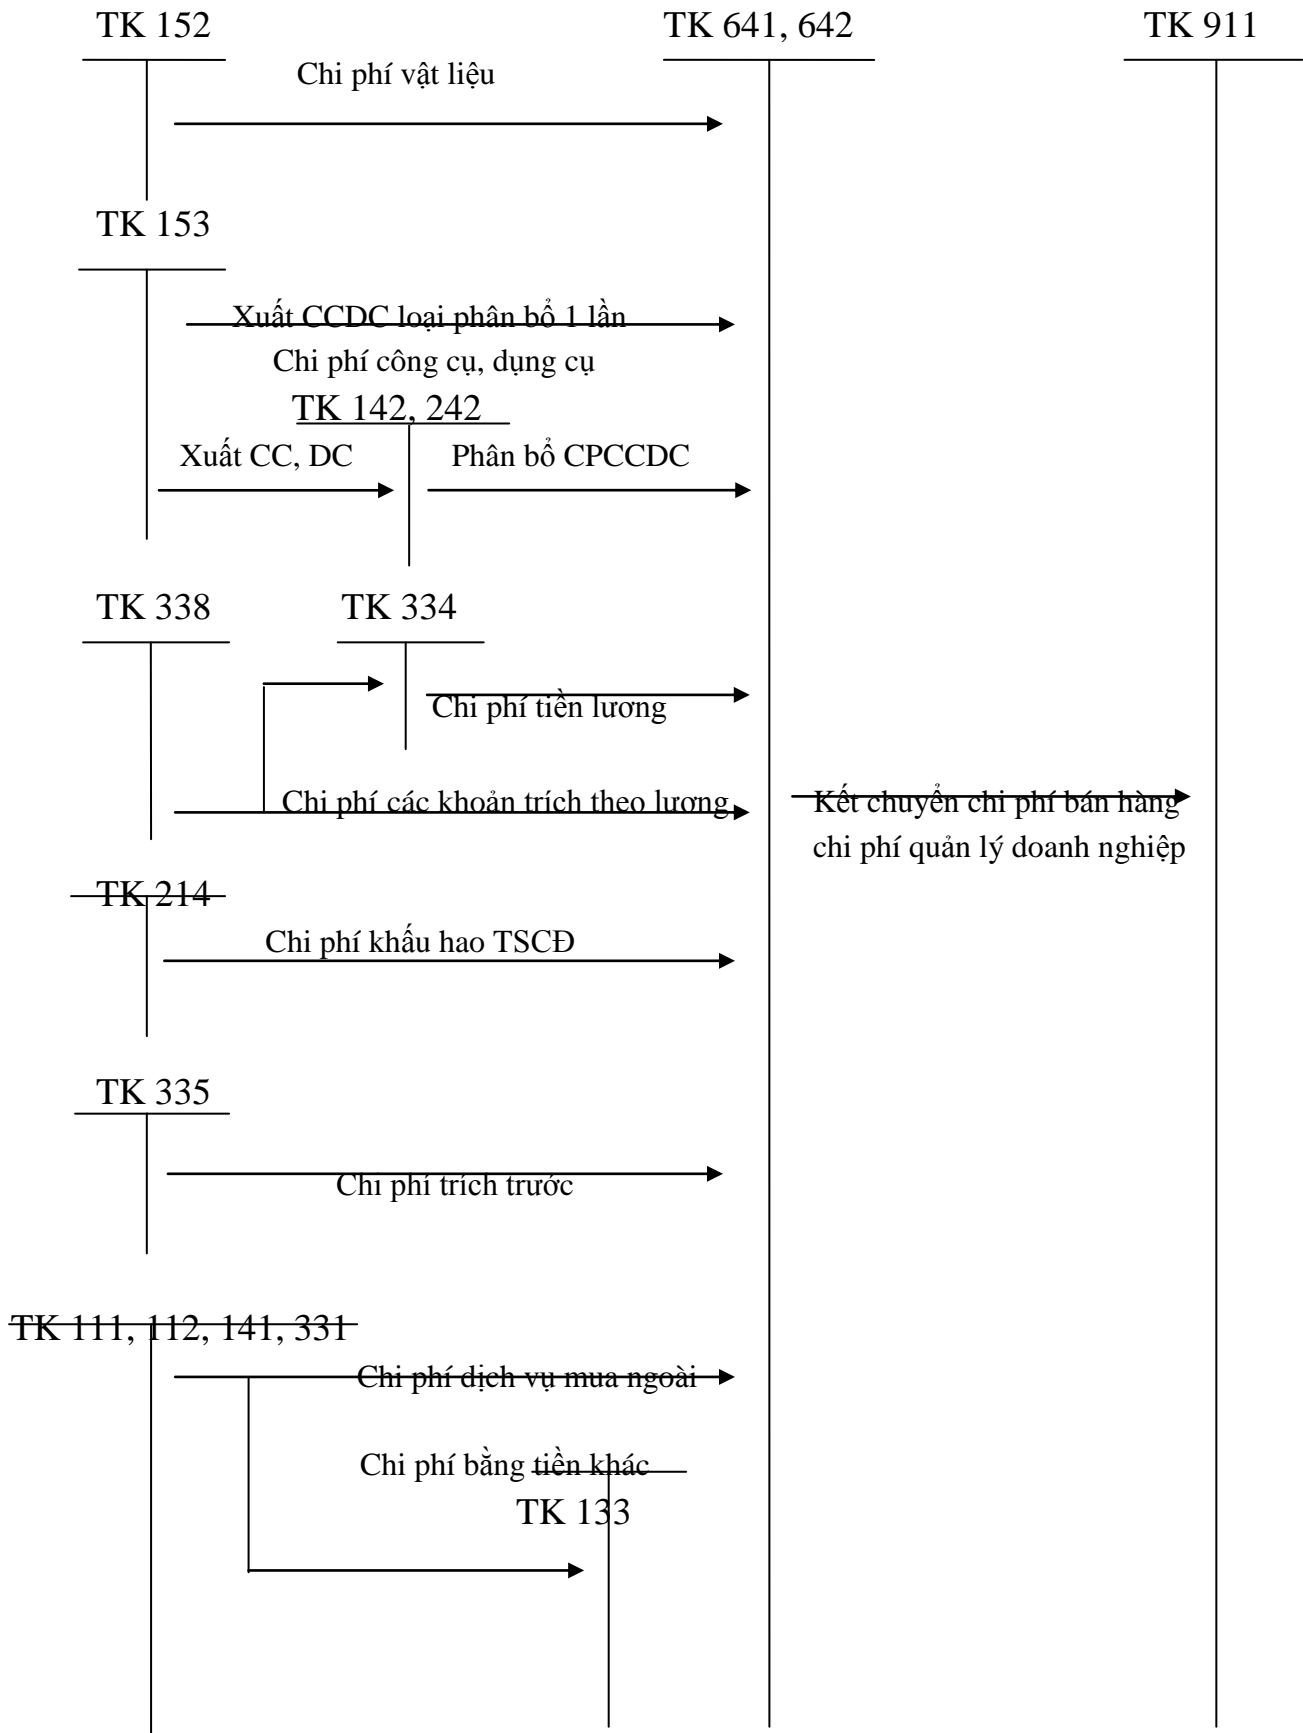 TK 152
TK 641, 642
TK 911
Chi phí vật liệu
TK 153
Xuất CCDC loại phân bổ 1 lần
Chi phí công cụ, dụng cụ
TK 142, 242
Xuất CC, DC
Phân bổ CPCCDC
TK 338
TK 334
Chi phí tiền lương
Chi phí các khoản trích theo lương
Kết chuyển chi phí bán hàng
chi phí quản lý doanh nghiệp
TK 214
Chi phí khấu hao TSCĐ
TK 335
Chi phí trích trước
TK 111, 112, 141, 331
Chi phí dịch vụ mua ngoài
Chi phí bằng tiền khác
TK 133